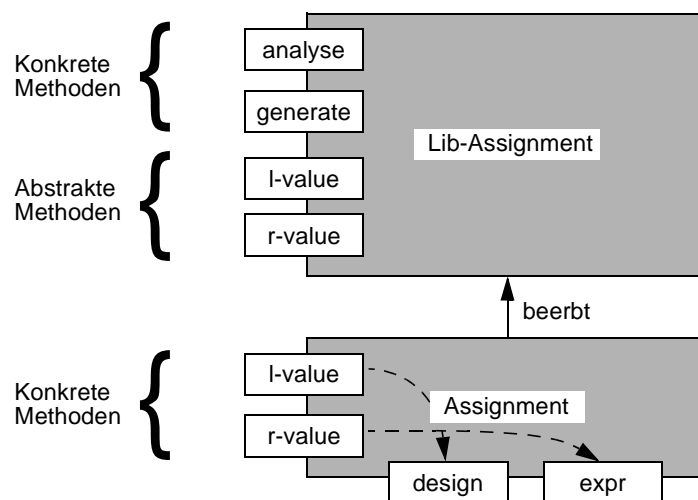 Konkrete
Methoden
analyse
generate
Lib-Assignment
Abstrakte
Methoden
l-value
r-value
beerbt
Konkrete
Methoden
l-value
r-value
Assignment
design
expr